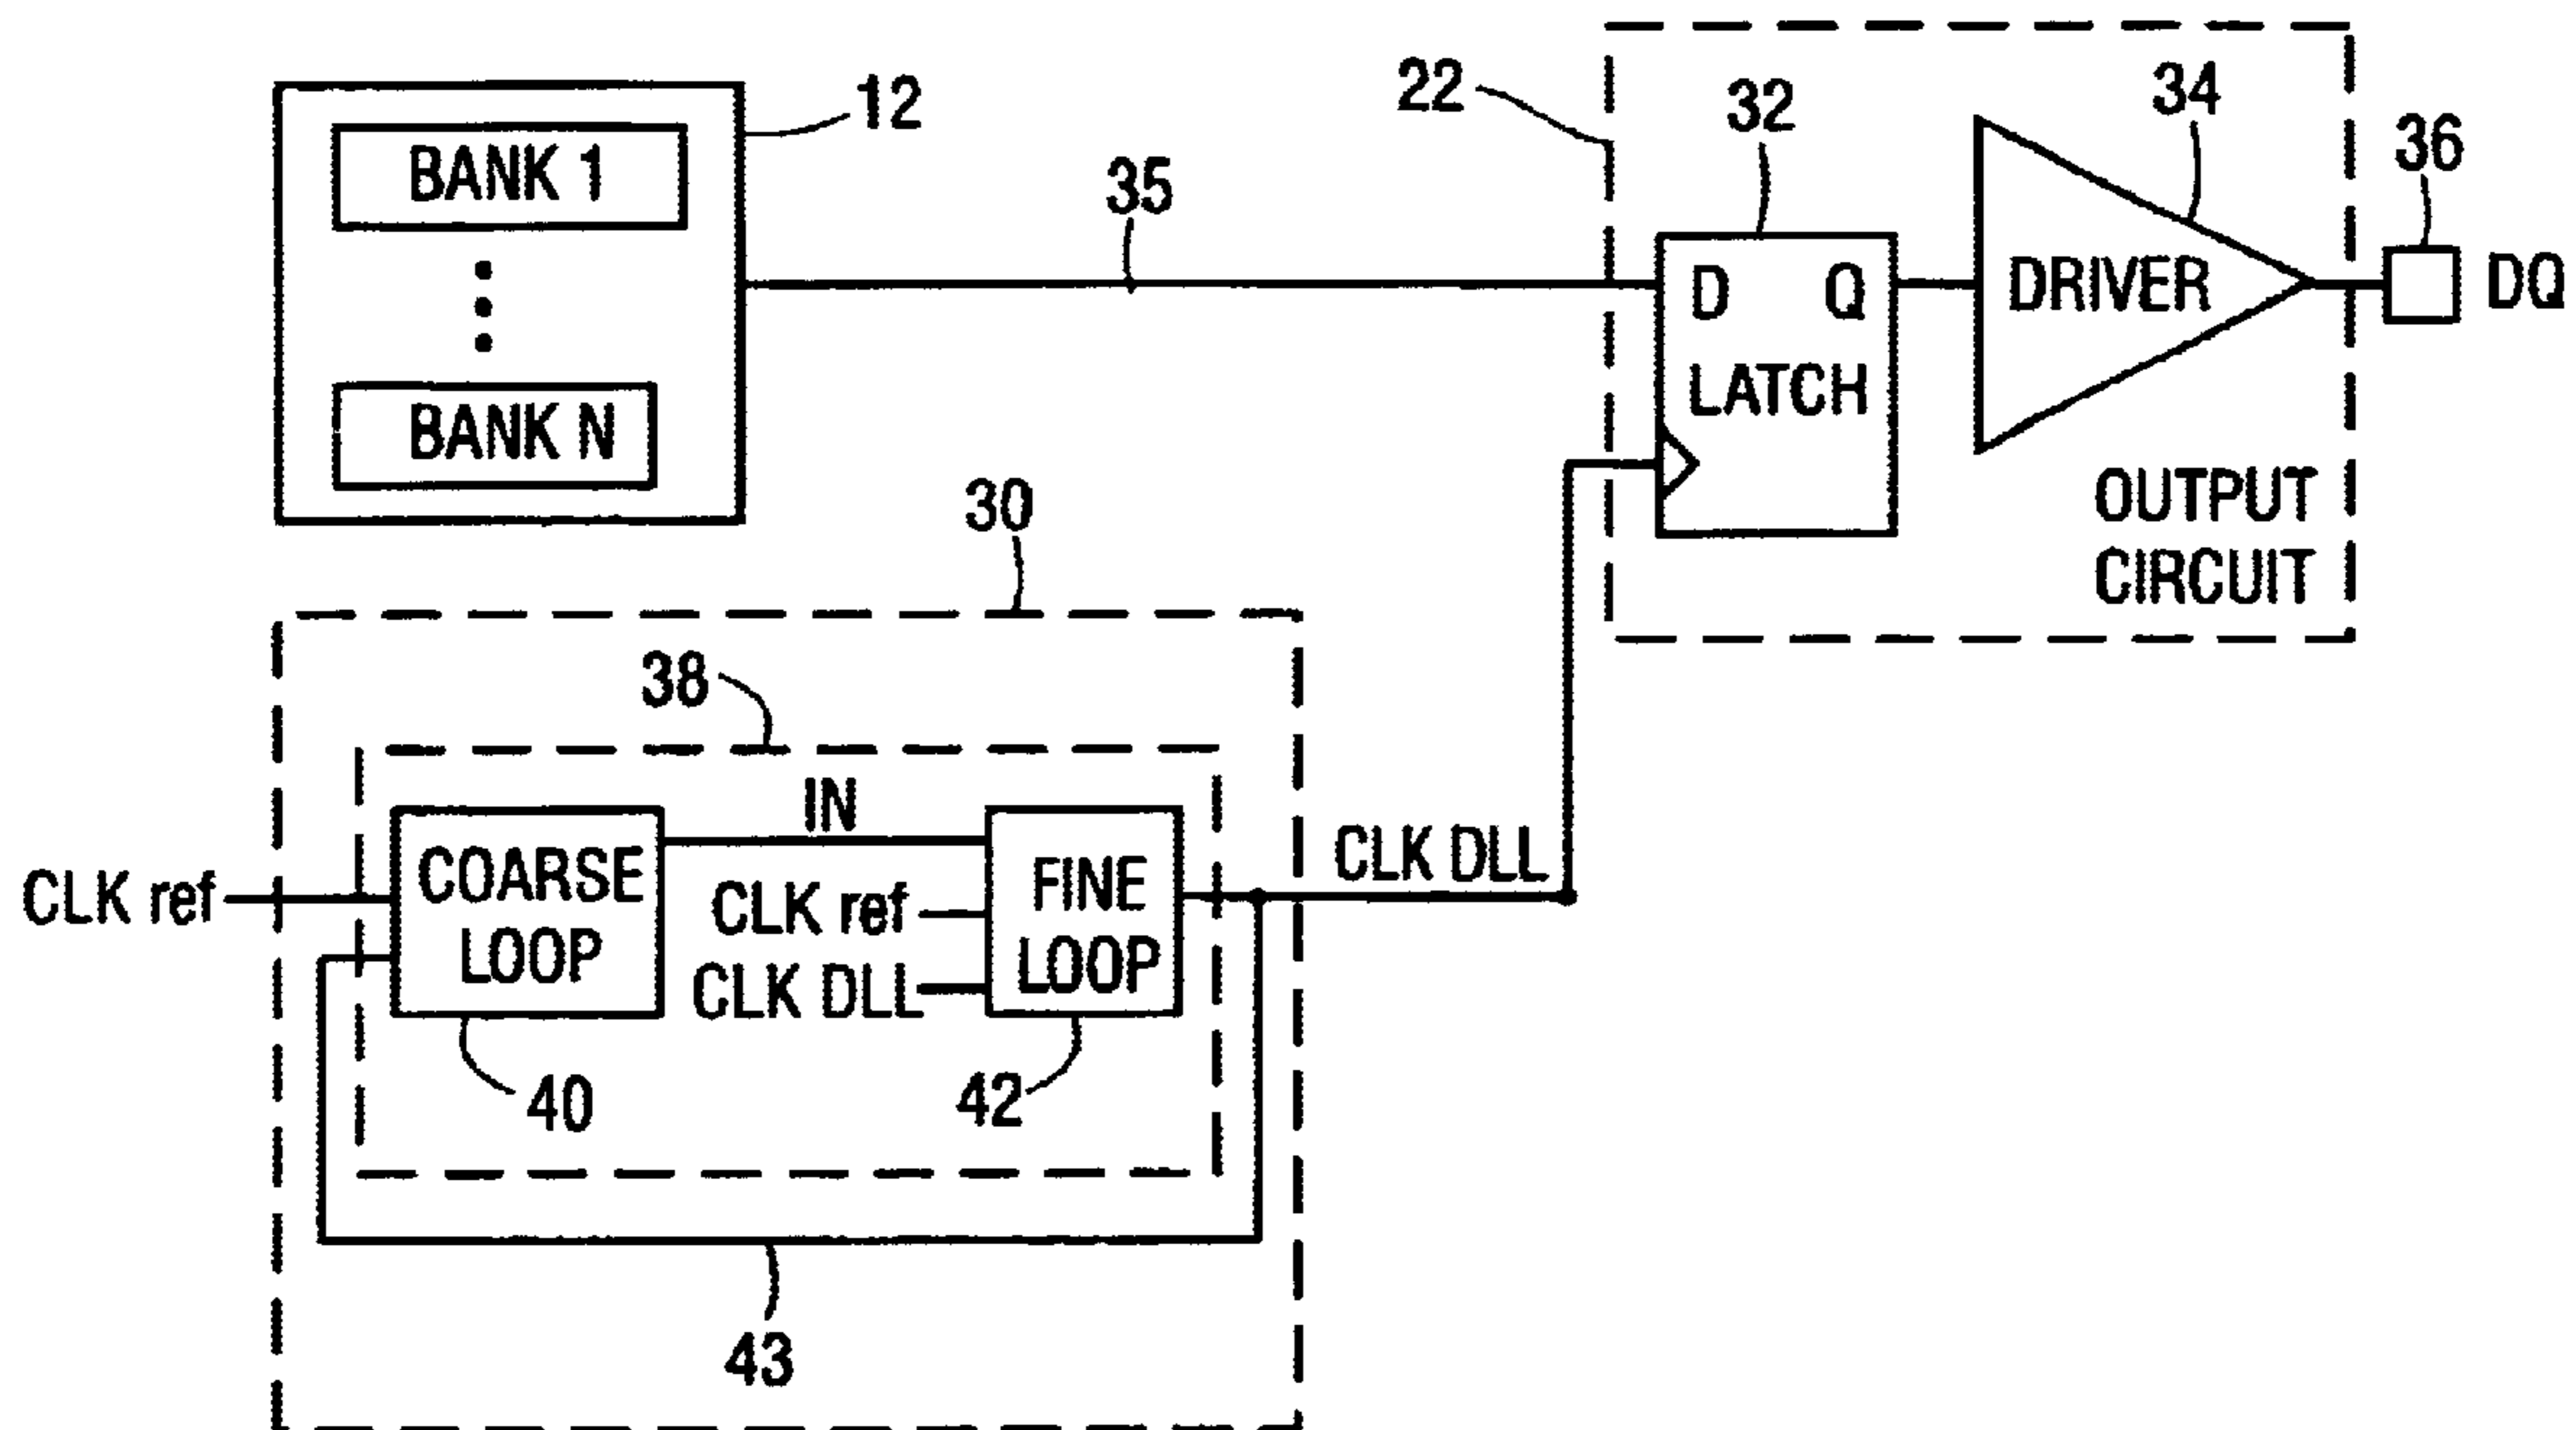 12
BANK 1
BANK N
35
22
32
34
36
D Q
LATCH
DRIVER
DQ
OUTPUT
CIRCUIT
30
38
IN
CLK ref
COARSE
LOOP
CLK ref
CLK DLL
FINE
LOOP
CLK DLL
40
42
43